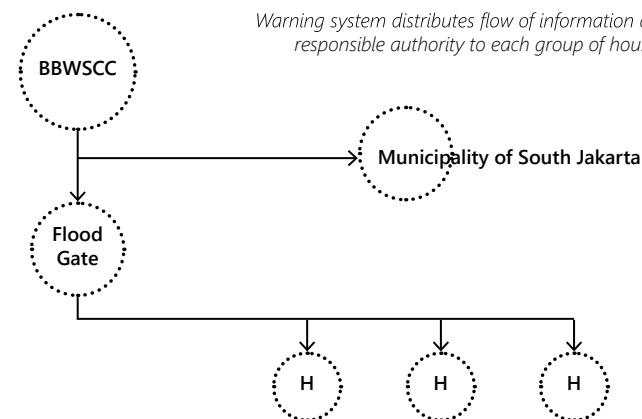 Warning system distributes flow of information
responsible authority to each group of
BBWSCC
Municipality of South Jakarta
Flood
Gate
H H H